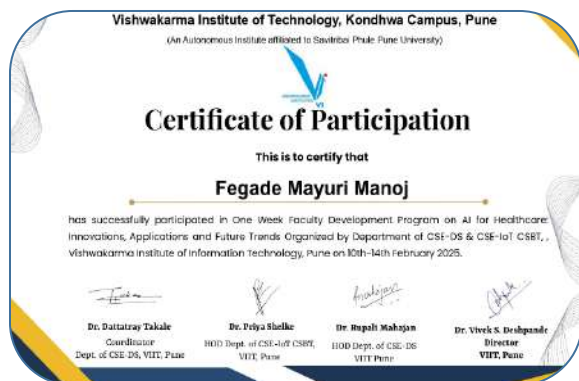 Vishwakarma Institute of Technology, Kondhwa Campus, Pune
(An Autonomous Institute affiliated to Savitribai Phule Pune University)
VI
Certificate of Participation
This is to certify that
Fegade Mayuri Manoj
has successfully participated in One Week Faculty Development Program on AI for Healthcare:
Innovations, Applications and Future Trends Organized by Department of CSE-DS & CSE-IoT CSBT, ,
Vishwakarma Institute of Information Technology, Pune on 10th-14th February 2025.
Dr. Dattatray Takale
Coordinator
Dept. of CSE-DS, VIIT, Pune
Dr. Priya Shelke
HOD Dept. of CSE-IoT CSBT,
VIIT, Pune
Dr. Rupali Mahajan
HOD Dept. of CSE-DS
VIIT Pune
Dr. Vivek S. Deshpande
Director
VIIT, Pune